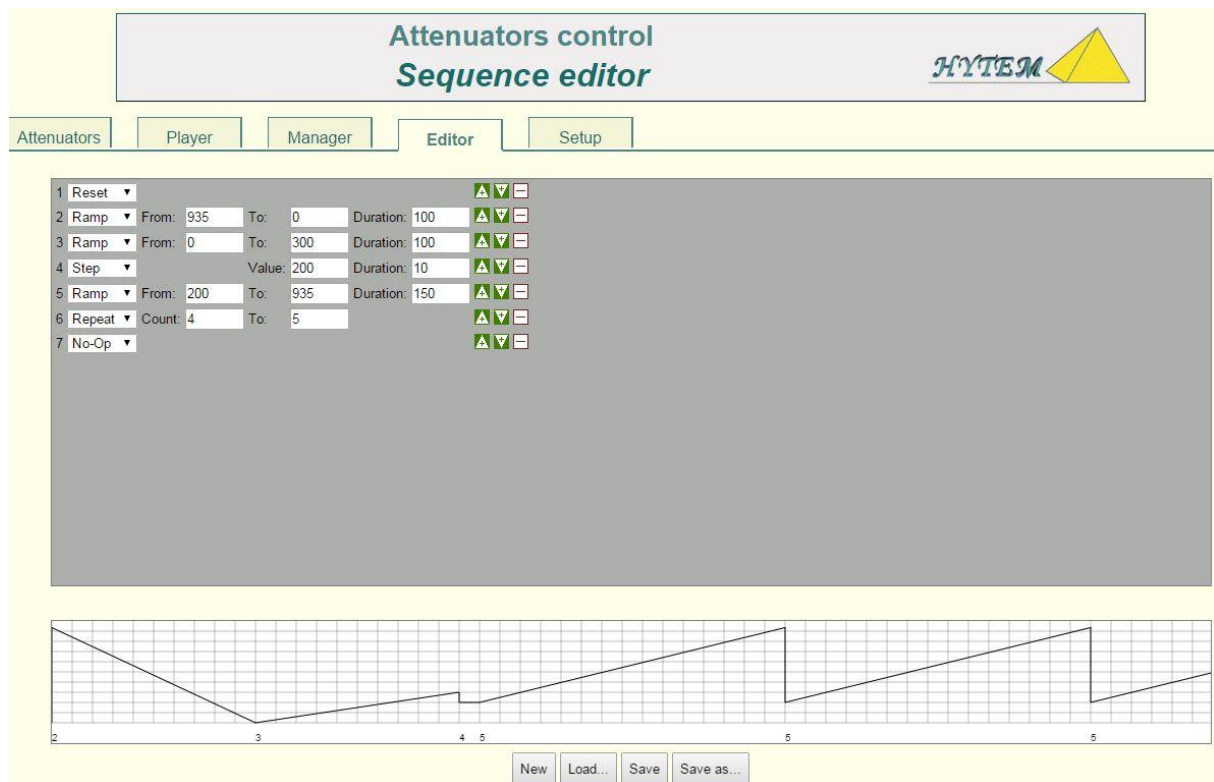 Attenuators control
Sequence editor
HYTEM
Attenuators Player Manager Editor Setup
1 Reset
2 Ramp From: 935 To: 0 Duration: 100
3 Ramp From: 0 To: 300 Duration: 100
4 Step Value: 200 Duration: 10
5 Ramp From: 200 To: 935 Duration: 150
6 Repeat Count: 4 To: 5
7 No-Op
2 3 4 5 5 5
New Load... Save Save as...